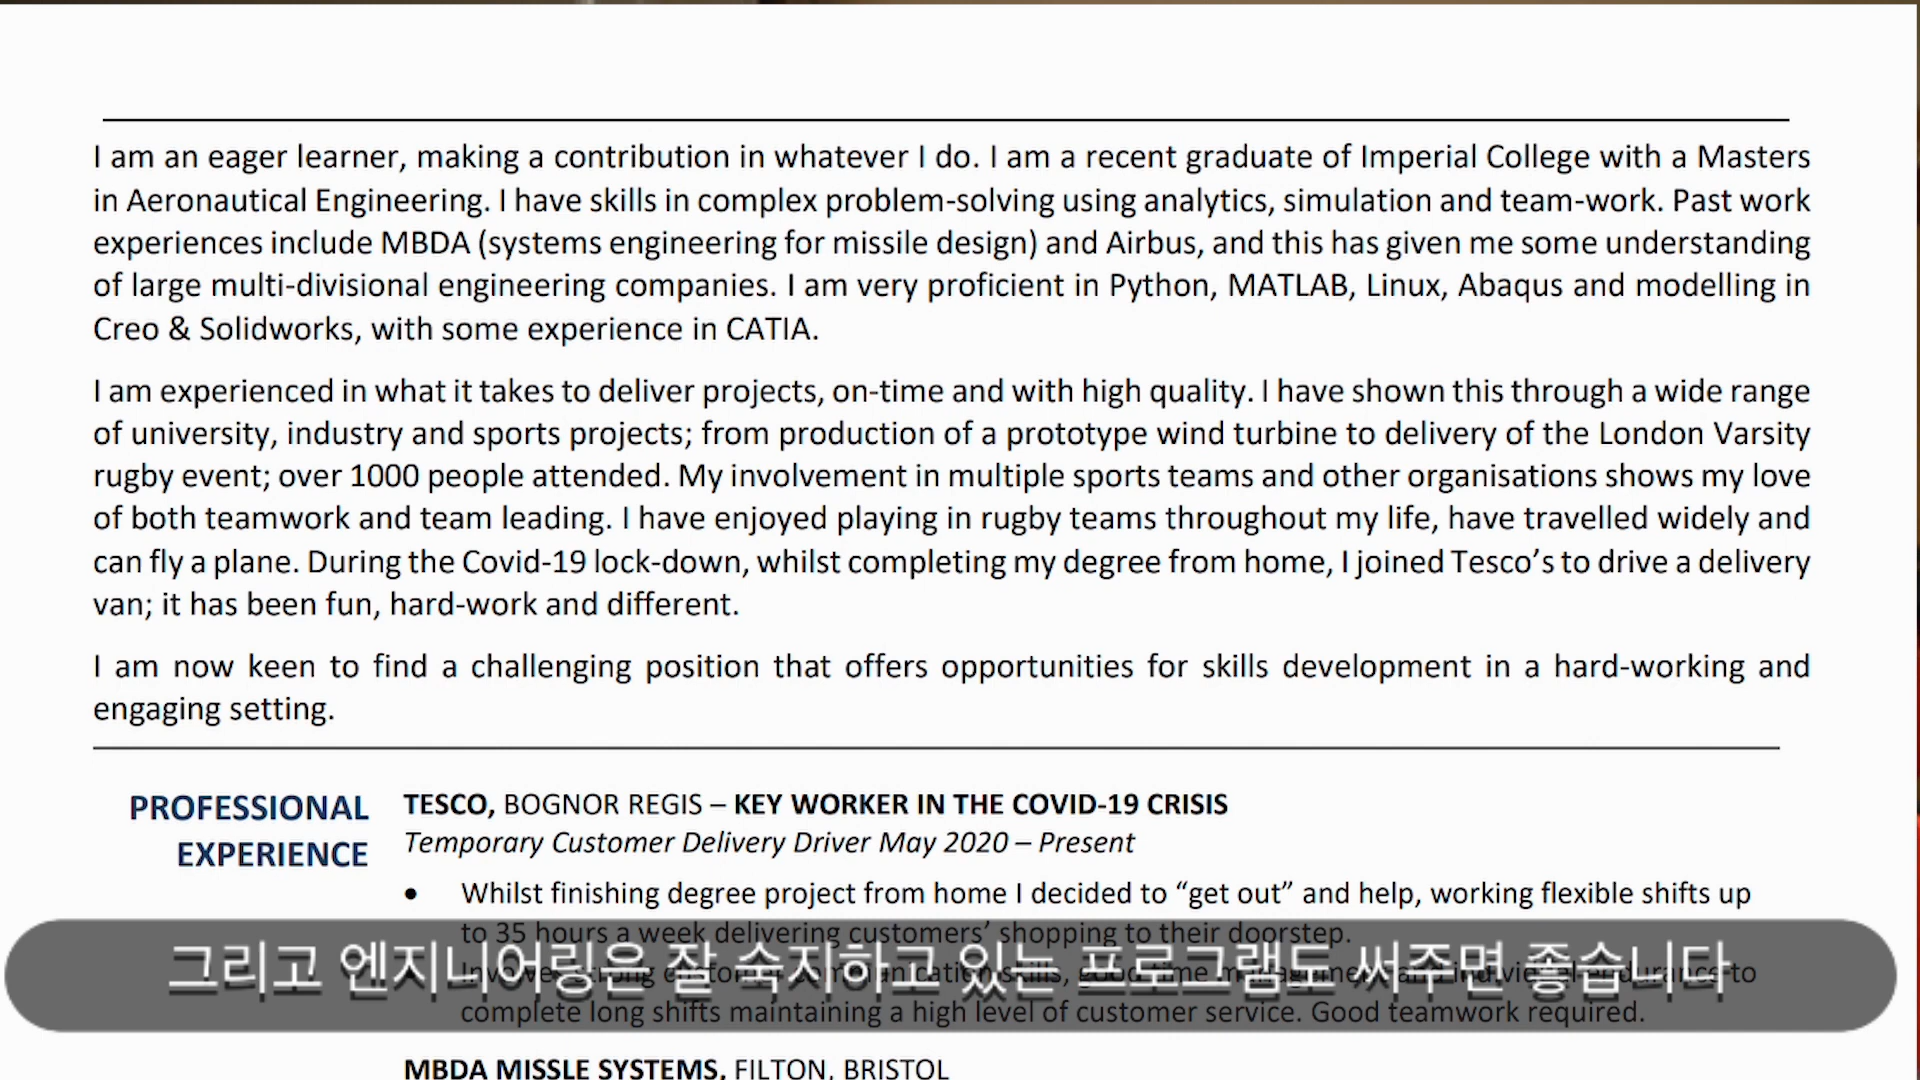 I am an eager learner, making a contribution in whatever I do. I am a recent graduate of Imperial College with a Masters
in Aeronautical Engineering. I have skills in complex problem-solving using analytics, simulation and team-work. Past work
experiences include MBDA (systems engineering for missile design) and Airbus, and this has given me some understanding
of large multi-divisional engineering companies. I am very proficient in Python, MATLAB, Linux, Abaqus and modelling in
Creo & Solidworks, with some experience in CATIA.
I am experienced in what it takes to deliver projects, on-time and with high quality. I have shown this through a wide range
of university, industry and sports projects; from production of a prototype wind turbine to delivery of the London Varsity
rugby event; over 1000 people attended. My involvement in multiple sports teams and other organisations shows my love
of both teamwork and team leading. I have enjoyed playing in rugby teams throughout my life, have travelled widely and
can fly a plane. During the Covid-19 lock-down, whilst completing my degree from home, I joined Tesco’s to drive a delivery
van; it has been fun, hard-work and different.
I am now keen to find a challenging position that offers opportunities for skills development in a hard-working and
engaging setting.
PROFESSIONAL
EXPERIENCE
TESCO, BOGNOR REGIS – KEY WORKER IN THE COVID-19 CRISIS
Temporary Customer Delivery Driver May 2020 – Present
• Whilst finishing degree project from home I decided to “get out” and help, working flexible shifts up
to 35 hours a week delivering customers’ shopping to their doorstep.
skills, good time to
complete long shifts maintaining a high level of customer service. Good teamwork required.
그리고 엔지니어링은 잘 숙지하고 있는 프로그램도 써주면 좋습니다
MBDA MISSLE SYSTEMS, FILTON, BRISTOL